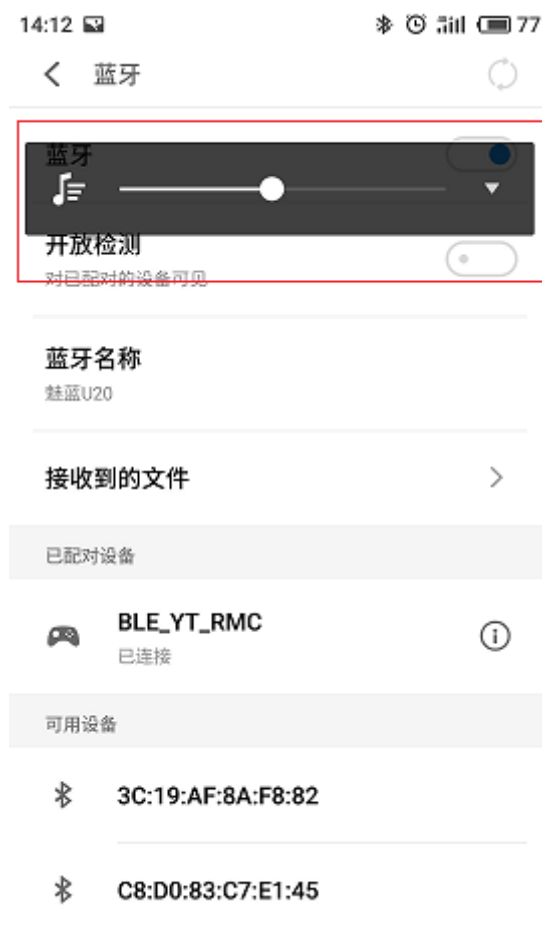 14:12
77
蓝牙
蓝牙
开放检测
对已配对的设备可见
蓝牙名称
魅蓝U20
接收到的文件
已配对设备
BLE_YT_RMC
已连接
可用设备
3C:19:AF:8A:F8:82
C8:D0:83:C7:E1:45